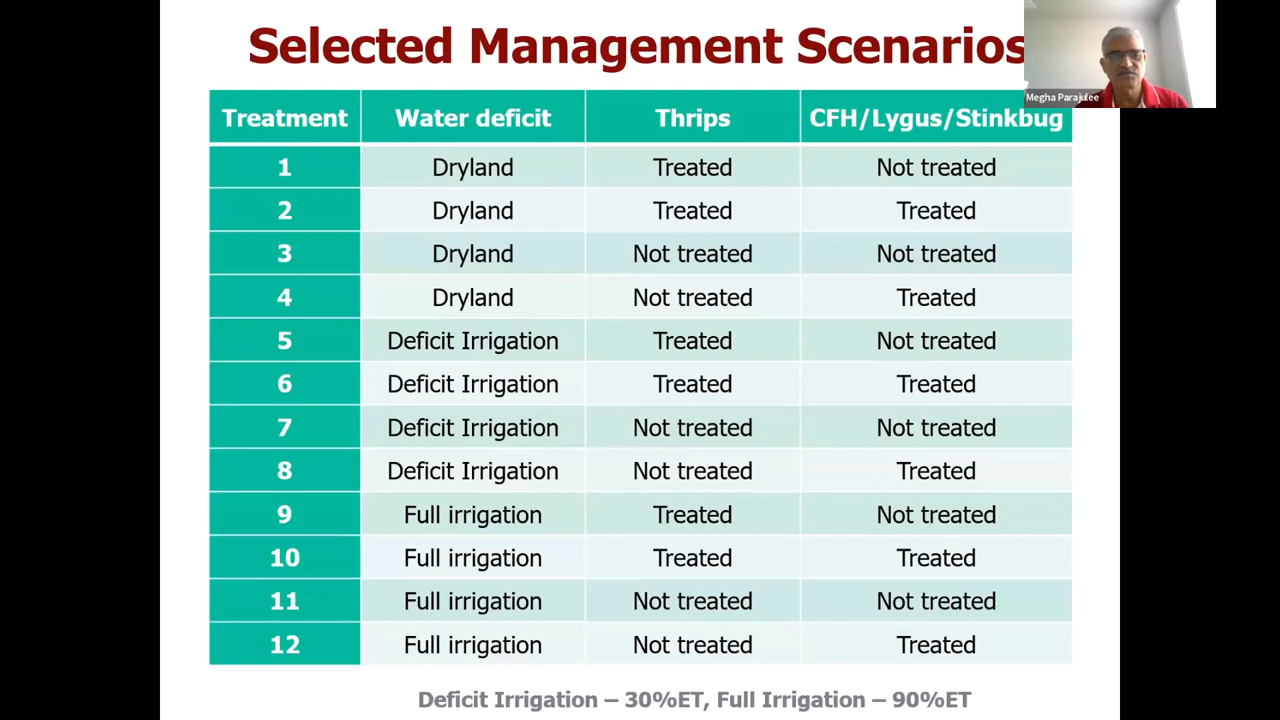 Selected Management Scenarios
Megha Parajulee
Treatment Water deficit Thrips CFH/Lygus/Stinkbug
1 Dryland Treated Not treated
2 Dryland Treated Treated
3 Dryland Not treated Not treated
4 Dryland Not treated Treated
5 Deficit Irrigation Treated Not treated
6 Deficit Irrigation Treated Treated
7 Deficit Irrigation Not treated Not treated
8 Deficit Irrigation Not treated Treated
9 Full irrigation Treated Not treated
10 Full irrigation Treated Treated
11 Full irrigation Not treated Not treated
12 Full irrigation Not treated Treated
Deficit Irrigation – 30%ET, Full Irrigation – 90%ET